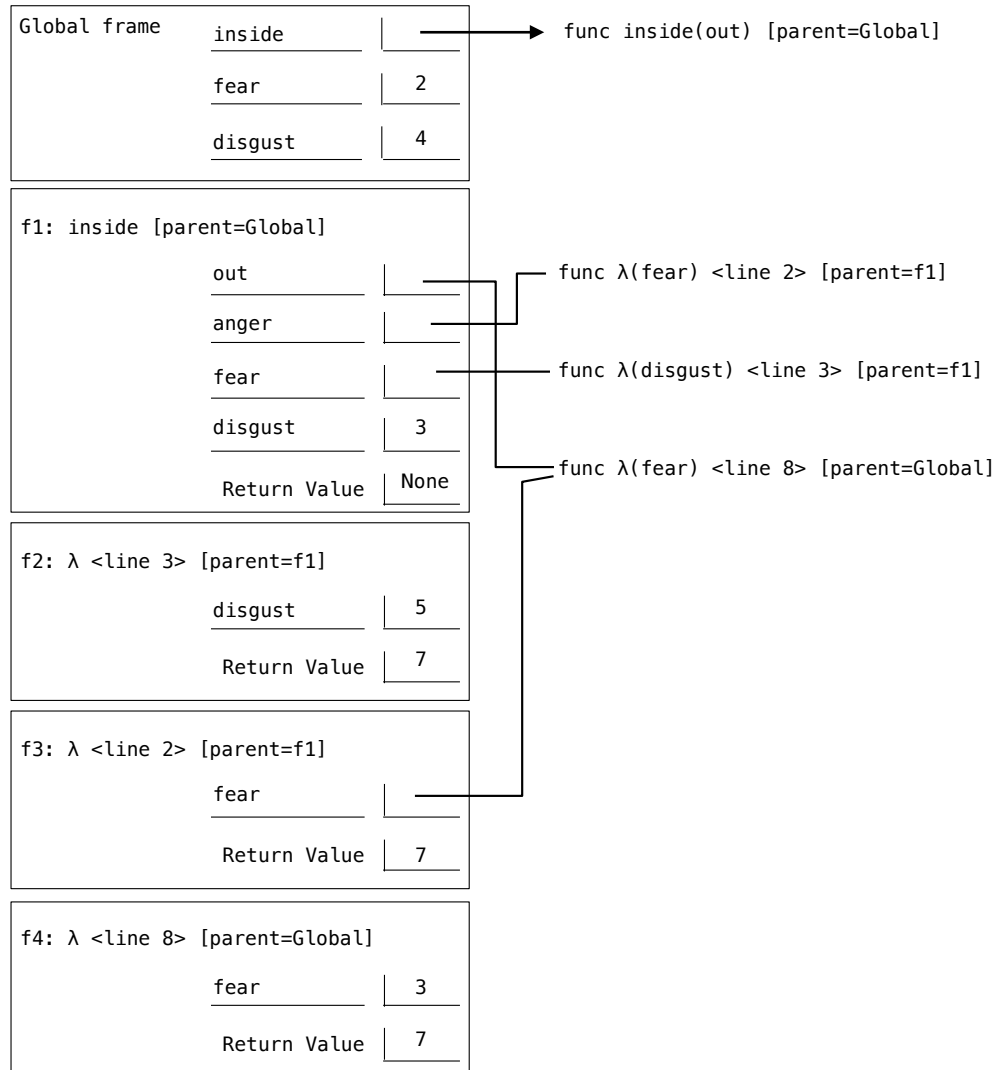 Global frame
inside
func inside(out) [parent=Global]
fear 2
disgust 4
f1: inside [parent=Global]
out
func λ(fear) <line 2> [parent=f1]
anger
fear
func λ(disgust) <line 3> [parent=f1]
disgust 3
func λ(fear) <line 8> [parent=Global]
Return Value None
f2: λ <line 3> [parent=f1]
disgust 5
Return Value 7
f3: λ <line 2> [parent=f1]
fear
Return Value 7
f4: λ <line 8> [parent=Global]
fear 3
Return Value 7